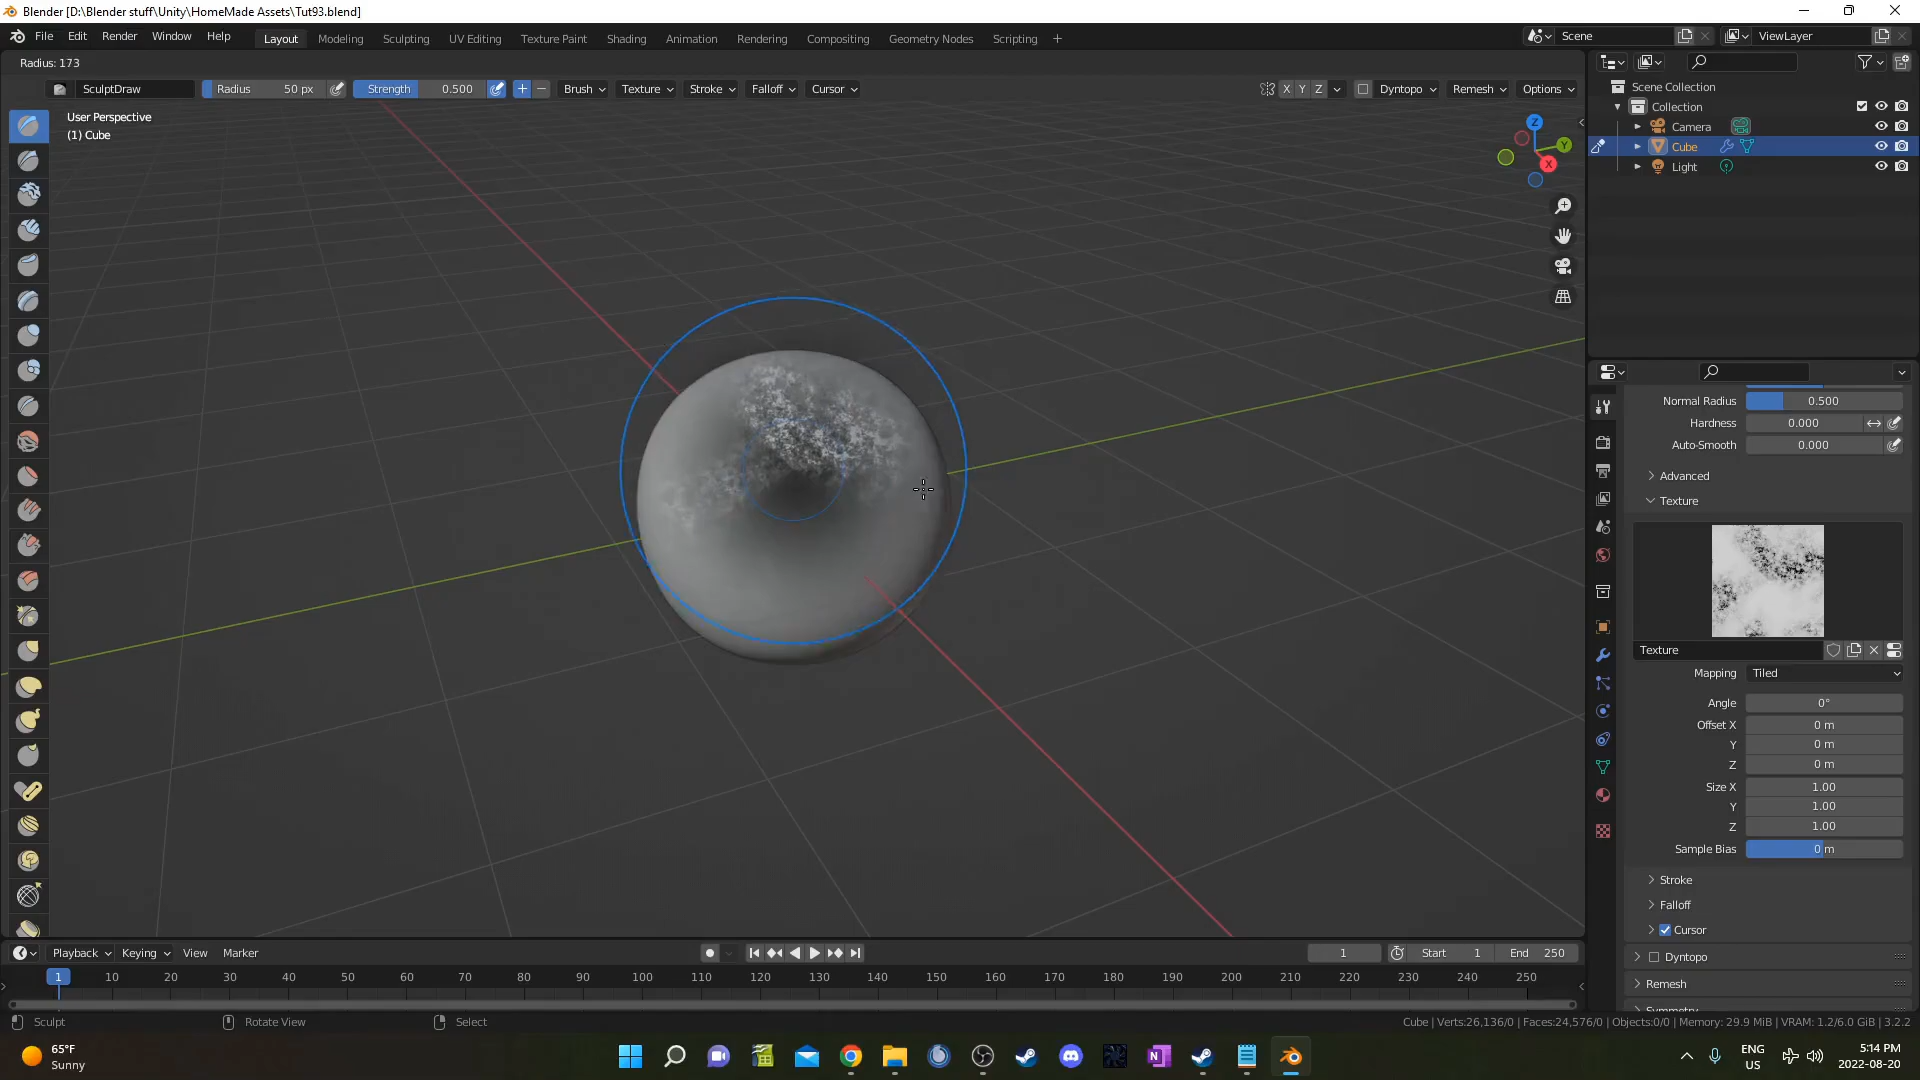 Blender [D:\Blender stuff\Unity\HomeMade Assets\Tut93.blend]
File Edit Render Window Help Layout Modeling Sculpting UV Editing Texture Paint Shading Animation Rendering Compositing Geometry Nodes Scripting + Scene ViewLayer
Radius: 173
SculptDraw Radius 50 px Strength 0.500 + − Brush Texture Stroke Falloff Cursor X Y Z Dyntopo Remesh Options
User Perspective
(1) Cube
Z
Y
X
Scene Collection
Collection
Camera
Cube
Light
Normal Radius 0.500
Hardness 0.000
Auto-Smooth 0.000
Advanced
Texture
Texture
Mapping Tiled
Angle 0°
Offset X 0 m
Y 0 m
Z 0 m
Size X 1.00
Y 1.00
Z 1.00
Sample Bias 0 m
Stroke
Falloff
Cursor
Dyntopo
Remesh
Symmetry
Playback Keying View Marker 1 Start 1 End 250
1 10 20 30 40 50 60 70 80 90 100 110 120 130 140 150 160 170 180 190 200 210 220 230 240 250
Sculpt Rotate View Select Cube | Verts:26,136/0 | Faces:24,576/0 | Objects:0/0 | Memory: 29.9 MiB | VRAM: 1.2/6.0 GiB | 3.2.2
65°F
Sunny
ENG
US
5:14 PM
2022-08-20